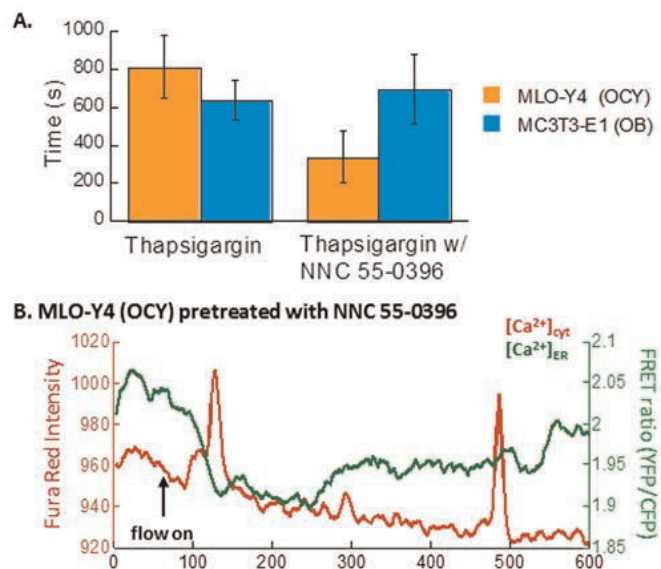 A.
1000
800
600
400
200
0
Time (s)
Thapsigargin
Thapsigargin w/
NNC 55-0396
MLO-Y4 (OCY)
MC3T3-E1 (OB)
B. MLO-Y4 (OCY) pretreated with NNC 55-0396
[Ca²⁺]cyt
[Ca²⁺]ER
1020
1000
980
960
940
920
Fura Red Intensity
flow on
2.1
2.05
2
1.95
1.9
1.85
FRET ratio (YFP/CFP)
0 100 200 300 400 500 600